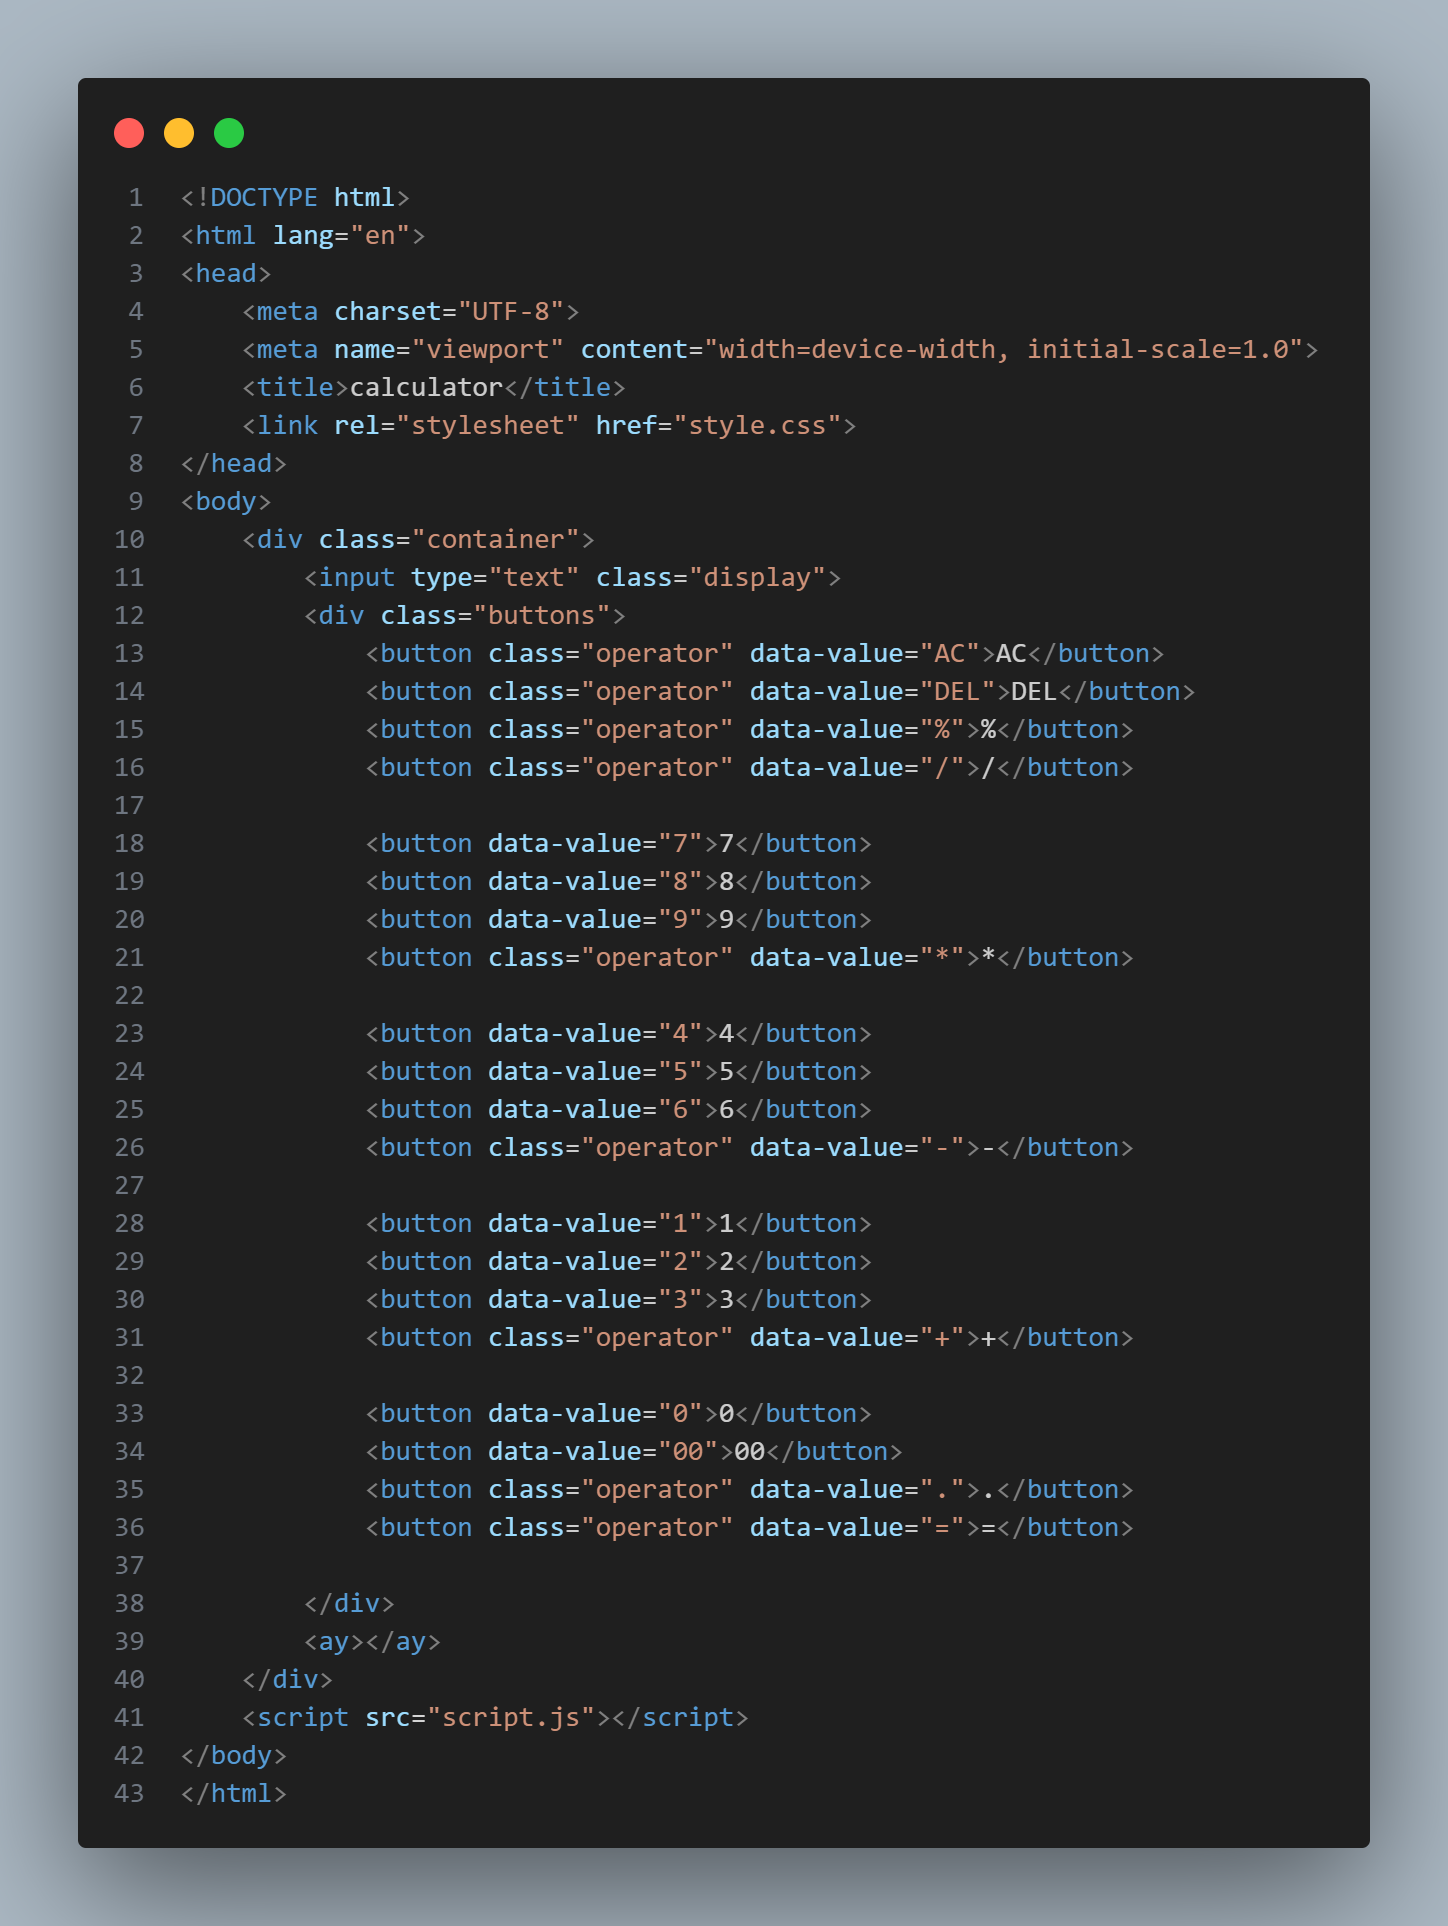 1 <!DOCTYPE html>
2 <html lang="en">
3 <head>
4     <meta charset="UTF-8">
5     <meta name="viewport" content="width=device-width, initial-scale=1.0">
6     <title>calculator</title>
7     <link rel="stylesheet" href="style.css">
8 </head>
9 <body>
10     <div class="container">
11         <input type="text" class="display">
12         <div class="buttons">
13             <button class="operator" data-value="AC">AC</button>
14             <button class="operator" data-value="DEL">DEL</button>
15             <button class="operator" data-value="%">%</button>
16             <button class="operator" data-value="/">/</button>
17
18             <button data-value="7">7</button>
19             <button data-value="8">8</button>
20             <button data-value="9">9</button>
21             <button class="operator" data-value="*">*</button>
22
23             <button data-value="4">4</button>
24             <button data-value="5">5</button>
25             <button data-value="6">6</button>
26             <button class="operator" data-value="-">-</button>
27
28             <button data-value="1">1</button>
29             <button data-value="2">2</button>
30             <button data-value="3">3</button>
31             <button class="operator" data-value="+">+</button>
32
33             <button data-value="0">0</button>
34             <button data-value="00">00</button>
35             <button class="operator" data-value=".">.</button>
36             <button class="operator" data-value="=">=</button>
37
38         </div>
39         <ay></ay>
40     </div>
41     <script src="script.js"></script>
42 </body>
43 </html>